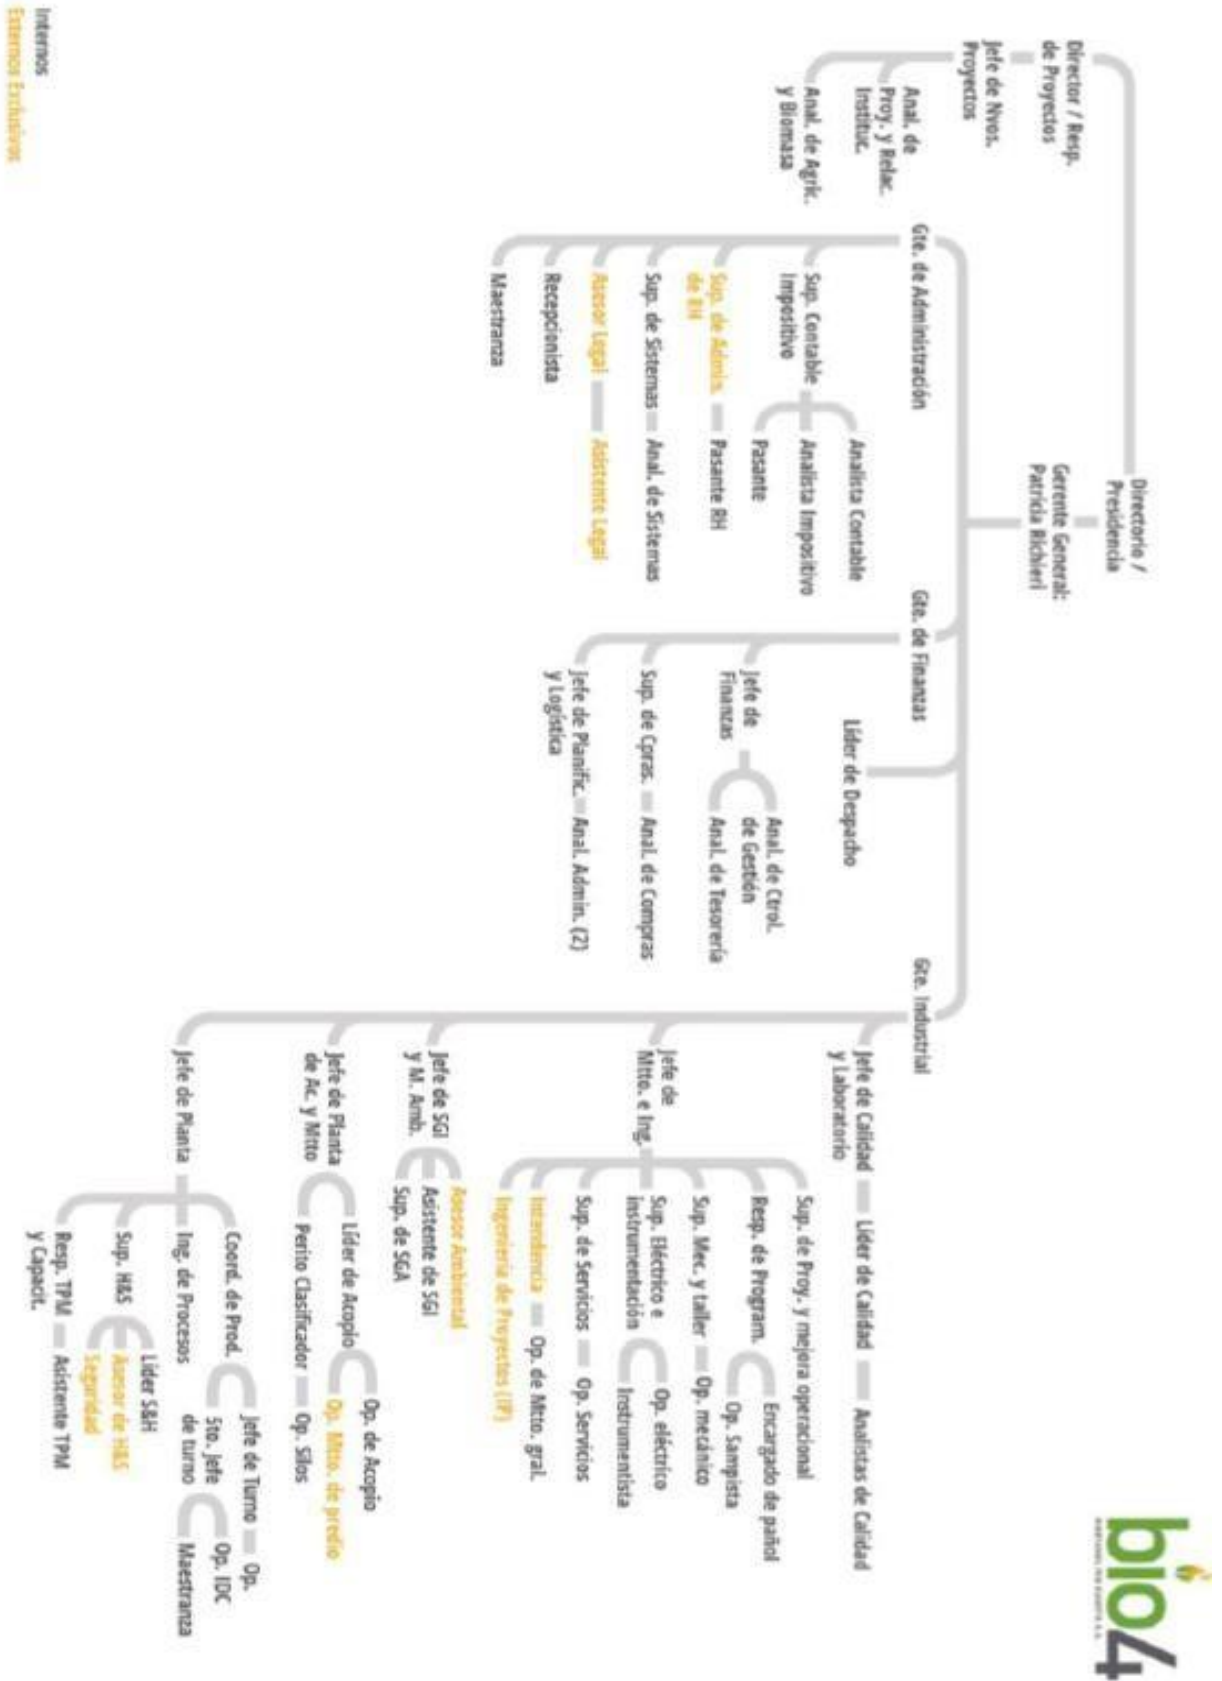 bio4
Directorio /
Presidencia
Gerente General:
Patricia Richieri
Director / Resp.
de Proyectos
Jefe de Nvos.
Proyectos
Anal. de
Proy. y Relac.
Instituc.
Anal. de Agric.
y Biomasa
Gte. de Administración
Sup. Contable
Impositivo
Analista Contable
Analista Impositivo
Pasante
Sup. de Admin.
de RH
Pasante RH
Sup. de Sistemas
Anal. de Sistemas
Asesor Legal
Asistente Legal
Recepcionista
Maestranza
Gte. de Finanzas
Jefe de
Finanzas
Anal. de Ctrol.
de Gestión
Anal. de Tesorería
Sup. de Cpras.
Anal. de Compras
Jefe de Planific.
y Logística
Anal. Admin. (2)
Líder de Despacho
Gte. Industrial
Jefe de Calidad
y Laboratorio
Líder de Calidad
Analistas de Calidad
Jefe de
Mtto. e Ing.
Sup. de Proy. y mejora operacional
Resp. de Program.
Encargado de pañol
Op. Sampista
Sup. Mec. y taller
Op. mecánico
Sup. Eléctrico e
instrumentación
Op. eléctrico
Instrumentista
Sup. de Servicios
Op. Servicios
Intendencia
Op. de Mtto. gral.
Ingeniería de Proyectos (IP)
Jefe de SGI
y M. Amb.
Asesor Ambiental
Asistente de SGI
Sup. de SGA
Jefe de Planta
de Ac. y Mtto
Líder de Acopio
Op. de Acopio
Op. Mtto. de predio
Perito Clasificador
Op. Silos
Jefe de Planta
Coord. de Prod.
Jefe de Turno
Op.
Sto. Jefe
de turno
Op. IDC
Maestranza
Ing. de Procesos
Sup. H&S
Líder S&H
Asesor de H&S
Seguridad
Resp. TPM
y Capacit.
Asistente TPM
Internos
Externos Exclusivos